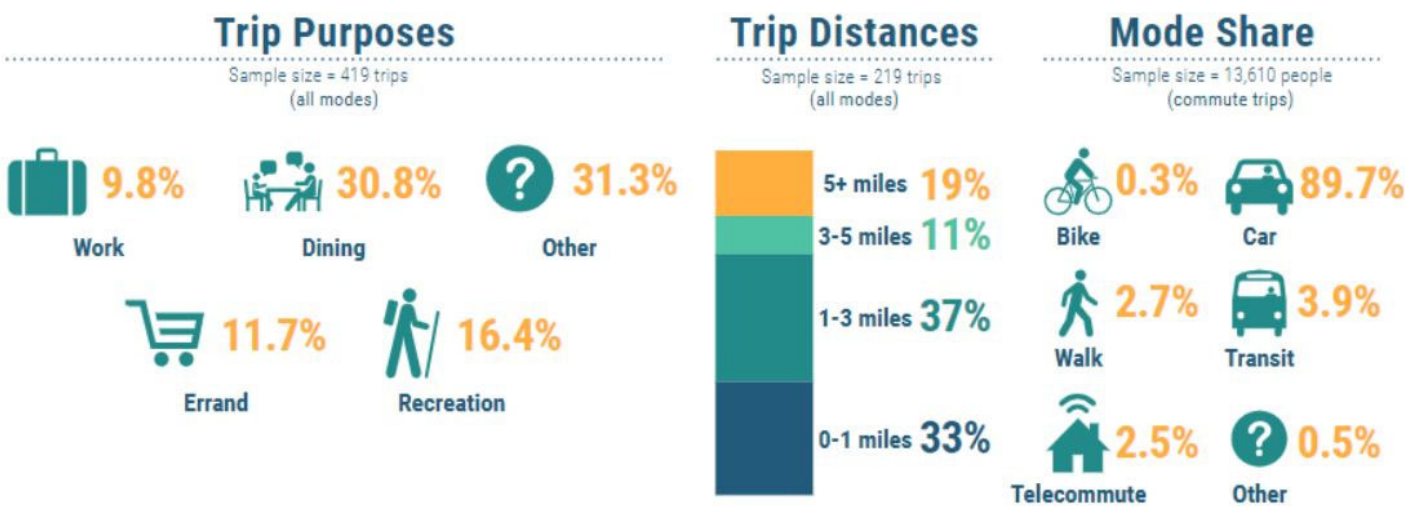 Trip Purposes
Sample size = 419 trips
(all modes)
9.8%
Work
30.8%
Dining
?
31.3%
Other
11.7%
Errand
16.4%
Recreation
Trip Distances
Sample size = 219 trips
(all modes)
5+ miles 19%
3-5 miles 11%
1-3 miles 37%
0-1 miles 33%
Mode Share
Sample size = 13,610 people
(commute trips)
0.3%
Bike
89.7%
Car
2.7%
Walk
3.9%
Transit
2.5%
Telecommute
?
0.5%
Other